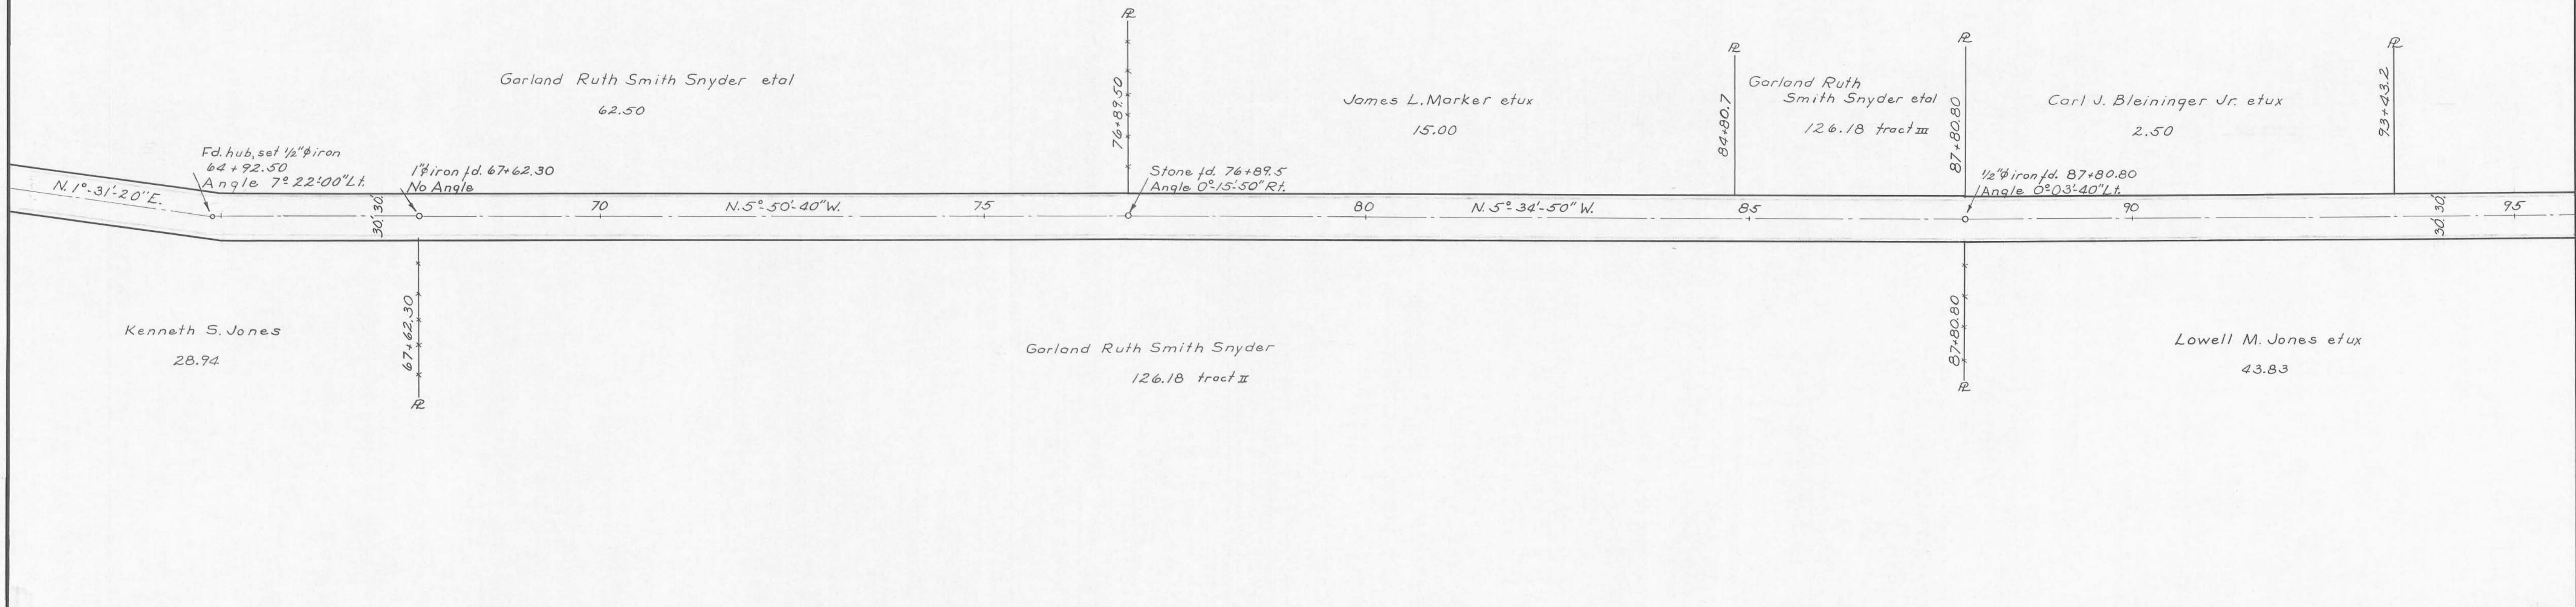 Garland Ruth Smith Snyder etal
62.50
Fd. hub, set 1/2"φ iron
64+92.50
Angle 7°22'00" Lt.
1"φ iron fd. 67+62.30
No Angle
N. 1°-31'-20" E.
30' 30'
70
N. 5°-50'-40" W.
75
76+89.50
PL
Stone fd. 76+89.5
Angle 0°-15'-50" Rt.
James L. Marker etux
15.00
80
N. 5°-34'-50" W.
85
84+80.7
PL
Garland Ruth
Smith Snyder etal
126.18 tract III
87+80.80
PL
1/2"φ iron fd. 87+80.80
Angle 0°-03'-40" Lt.
Carl J. Bleininger Jr. etux
2.50
90
93+43.2
PL
30' 30'
95
Kenneth S. Jones
28.94
67+62.30
PL
Garland Ruth Smith Snyder
126.18 tract II
87+80.80
PL
Lowell M. Jones etux
43.83